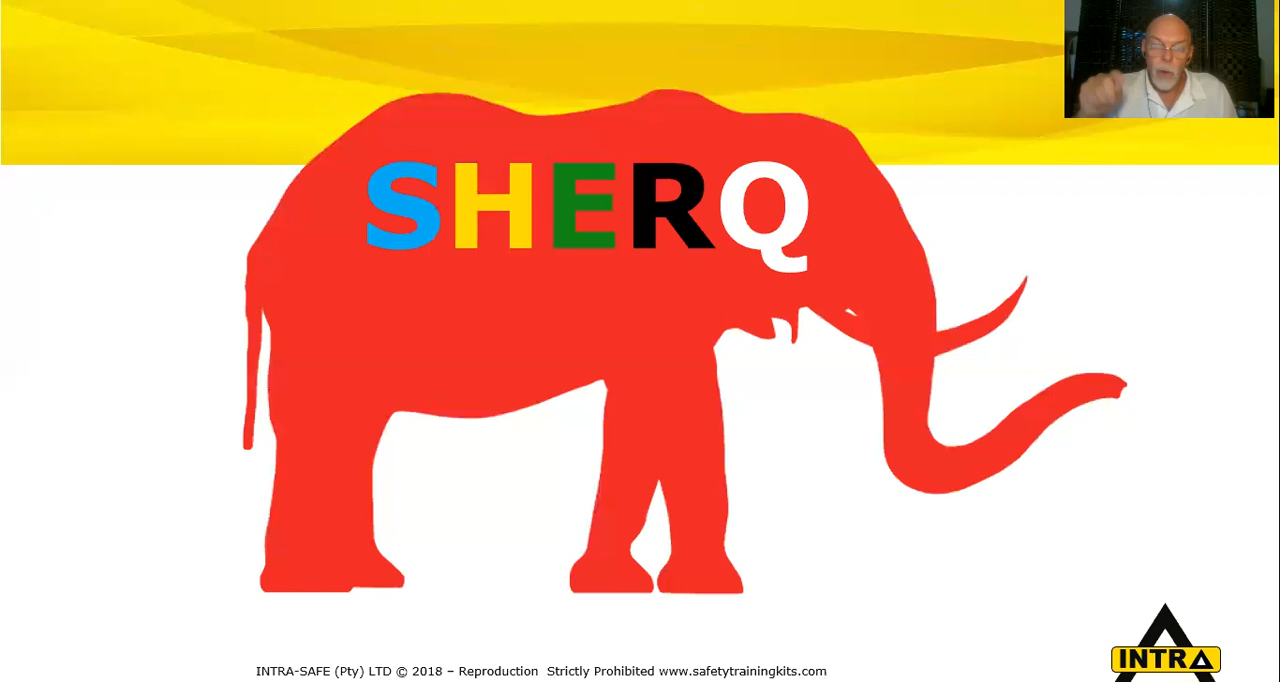 SHERQ
INTRA-SAFE (Pty) LTD © 2018 – Reproduction  Strictly Prohibited www.safetytrainingkits.com
INTRA